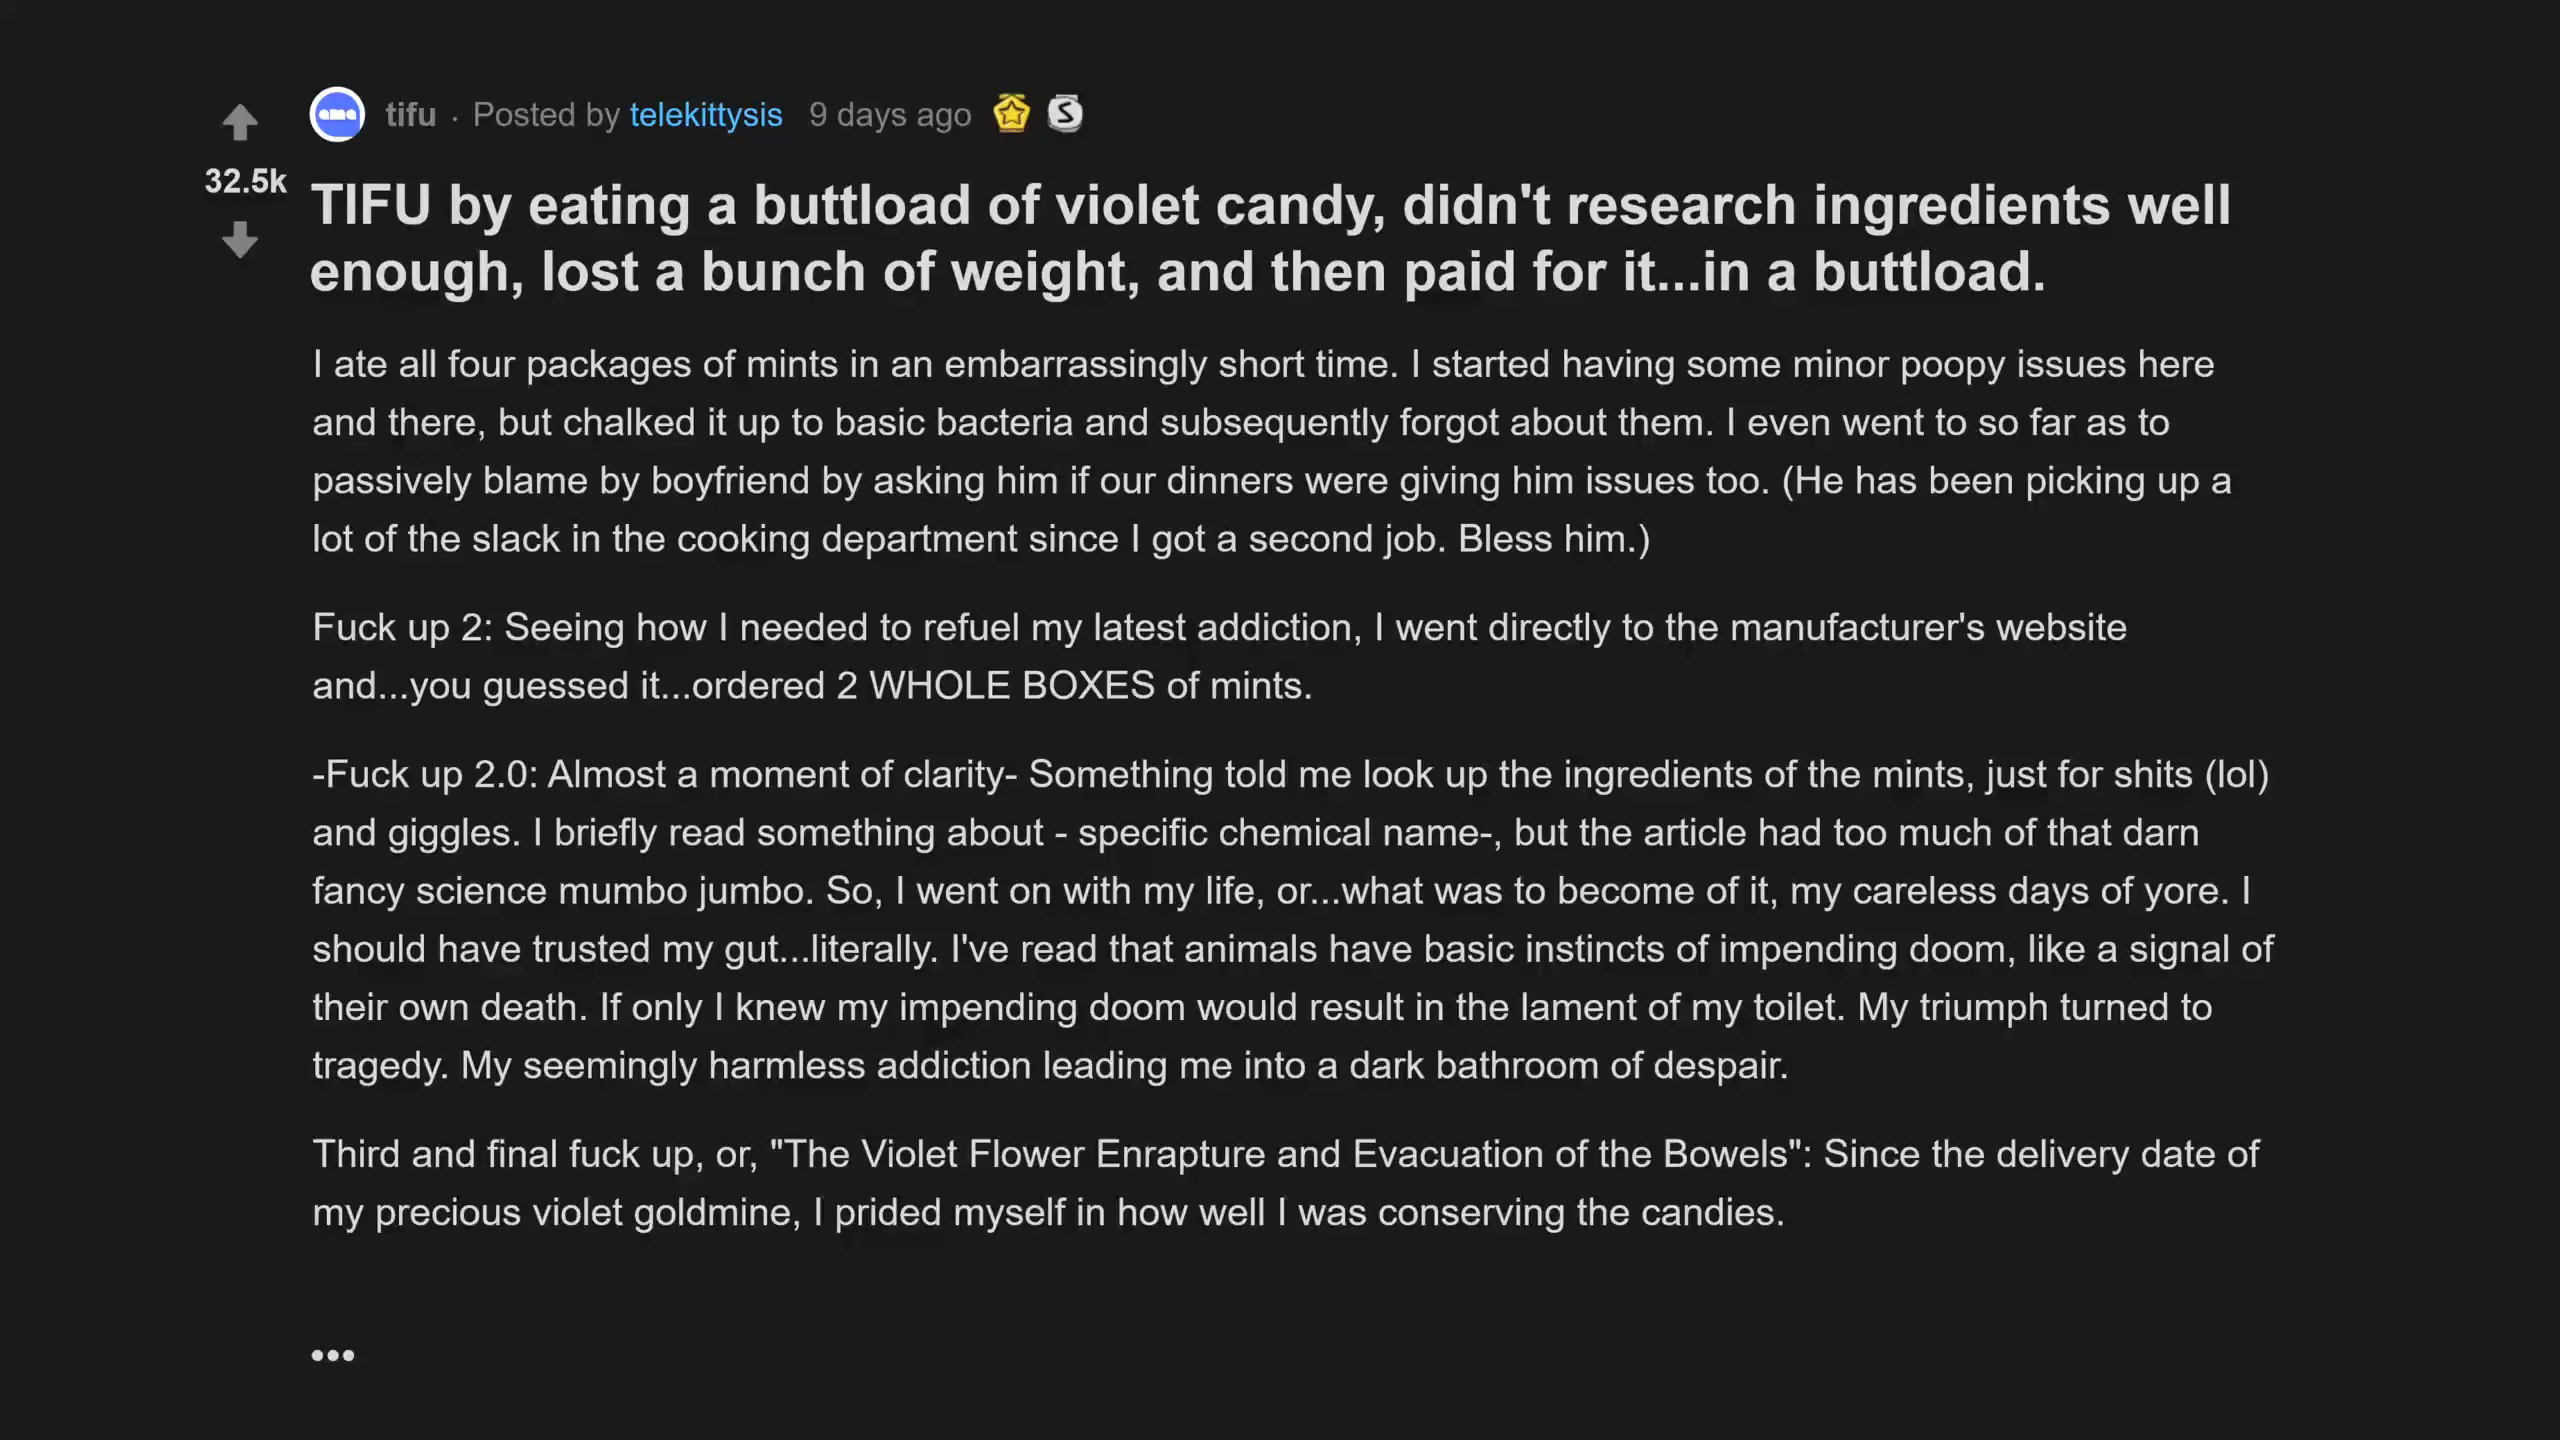 tifu · Posted by telekittysis 9 days ago
32.5k
TIFU by eating a buttload of violet candy, didn't research ingredients well
enough, lost a bunch of weight, and then paid for it...in a buttload.
I ate all four packages of mints in an embarrassingly short time. I started having some minor poopy issues here
and there, but chalked it up to basic bacteria and subsequently forgot about them. I even went to so far as to
passively blame by boyfriend by asking him if our dinners were giving him issues too. (He has been picking up a
lot of the slack in the cooking department since I got a second job. Bless him.)
Fuck up 2: Seeing how I needed to refuel my latest addiction, I went directly to the manufacturer's website
and...you guessed it...ordered 2 WHOLE BOXES of mints.
-Fuck up 2.0: Almost a moment of clarity- Something told me look up the ingredients of the mints, just for shits (lol)
and giggles. I briefly read something about - specific chemical name-, but the article had too much of that darn
fancy science mumbo jumbo. So, I went on with my life, or...what was to become of it, my careless days of yore. I
should have trusted my gut...literally. I've read that animals have basic instincts of impending doom, like a signal of
their own death. If only I knew my impending doom would result in the lament of my toilet. My triumph turned to
tragedy. My seemingly harmless addiction leading me into a dark bathroom of despair.
Third and final fuck up, or, "The Violet Flower Enrapture and Evacuation of the Bowels": Since the delivery date of
my precious violet goldmine, I prided myself in how well I was conserving the candies.
•••